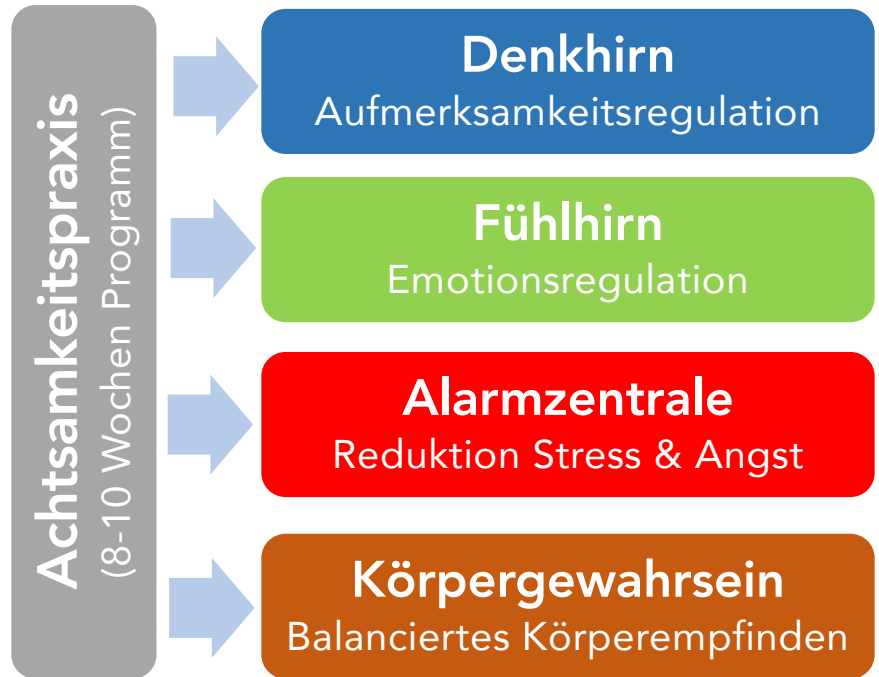 Achtsamkeitspraxis
(8-10 Wochen Programm)
Denkhirn
Aufmerksamkeitsregulation
Fühlhirn
Emotionsregulation
Alarmzentrale
Reduktion Stress & Angst
Körpergewahrsein
Balanciertes Körperempfinden